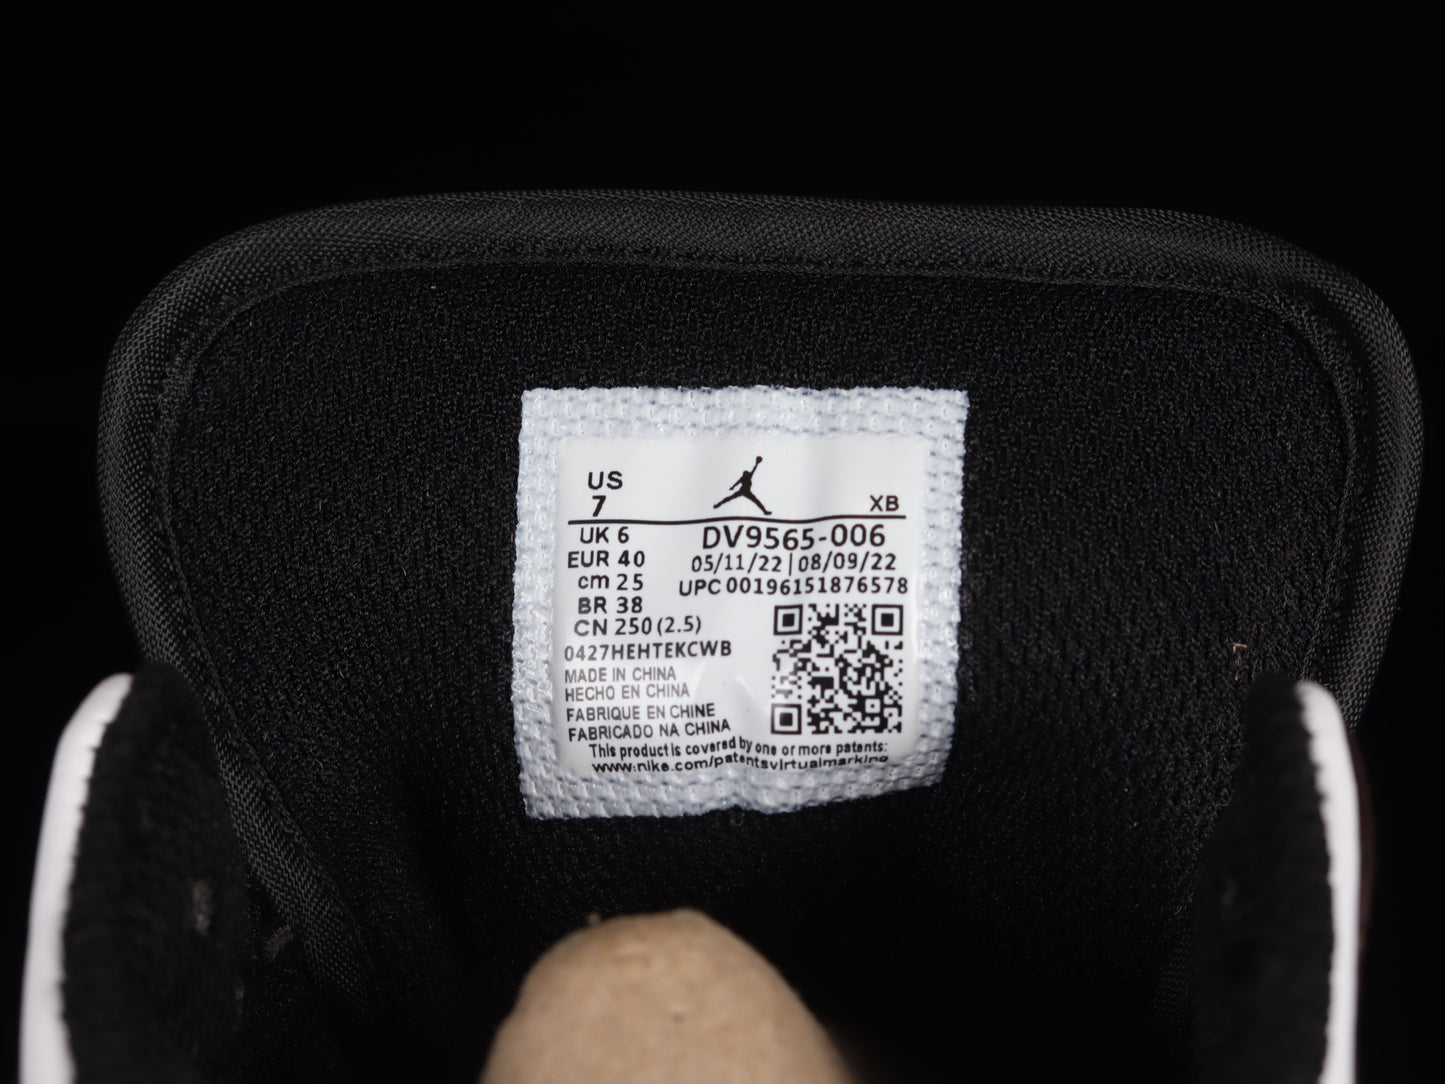 US
7
XB
UK 6
EUR 40
cm 25
BR 38
CN 250 (2.5)
DV9565-006
05/11/22 | 08/09/22
UPC 00196151876578
0427HEHTEKCWB
MADE IN CHINA
HECHO EN CHINA
FABRIQUE EN CHINE
FABRICADO NA CHINA
This product is covered by one or more patents:
www.nike.com/patentsvirtualmarking